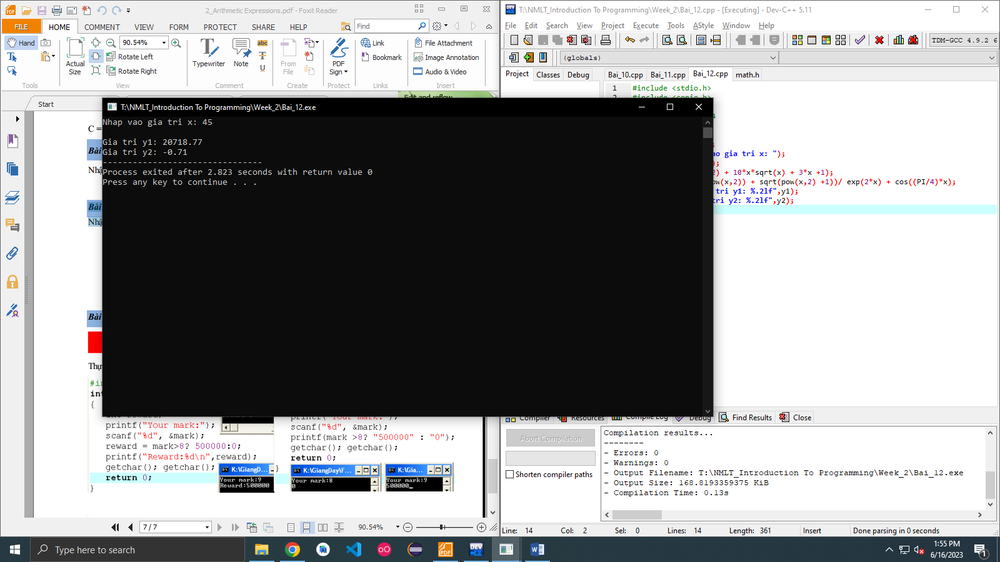 2_Arithmetic Expressions.pdf - Foxit Reader
FILE HOME COMMENT VIEW FORM PROTECT SHARE HELP Find
Hand 90.54% Rotate Left Rotate Right Actual Size
Typewriter Note From File PDF Sign
Link Bookmark File Attachment Image Annotation Audio & Video
Tools View Comment Create Protect Links Insert
Start
Edit and reflow
C =
Bài
Nhậ
Bài
Nhậ
Bài
Thự
#in
int
{
printf("Your mark:");
scanf("%d", &mark);
reward = mark>8? 500000:0;
printf("Reward:%d\n",reward);
getchar(); getchar();
return 0;
}
K:\GiangD...
Your mark:9
Reward:500000
printf("Your mark:");
scanf("%d", &mark);
printf(mark >8? "500000" : "0");
getchar(); getchar();
return 0;
}
K:\GiangDay\F...
Your mark:8
0
K:\Gia...
Your mark:9
500000_
7 / 7 90.54%
T:\NMLT_Introduction To Programming\Week_2\Bai_12.exe
Nhap vao gia tri x: 45
Gia tri y1: 20718.77
Gia tri y2: -0.71
--------------------------------
Process exited after 2.823 seconds with return value 0
Press any key to continue . . .
T:\NMLT_Introduction To Programming\Week_2\Bai_12.cpp - [Executing] - Dev-C++ 5.11
File Edit Search View Project Execute Tools AStyle Window Help
TDM-GCC 4.9.2 6
(globals)
Project Classes Debug Bai_10.cpp Bai_11.cpp Bai_12.cpp math.h
1 #include <stdio.h>
2 #include <conio.h>
4
;
ao gia tri x: ");
);
2) + 10*x*sqrt(x) + 3*x +1);
ow(x,2)) + sqrt(pow(x,2) +1))/ exp(2*x) + cos((PI/4)*x);
tri y1: %.2lf",y1);
tri y2: %.2lf",y2);
Compiler Resources Compile Log Debug Find Results Close
Abort Compilation
Shorten compiler paths
Compilation results...
--------
- Errors: 0
- Warnings: 0
- Output Filename: T:\NMLT_Introduction To Programming\Week_2\Bai_12.exe
- Output Size: 168.8193359375 KiB
- Compilation Time: 0.13s
Line: 14 Col: 2 Sel: 0 Lines: 14 Length: 361 Insert Done parsing in 0 seconds
Type here to search
1:55 PM
6/16/2023
1